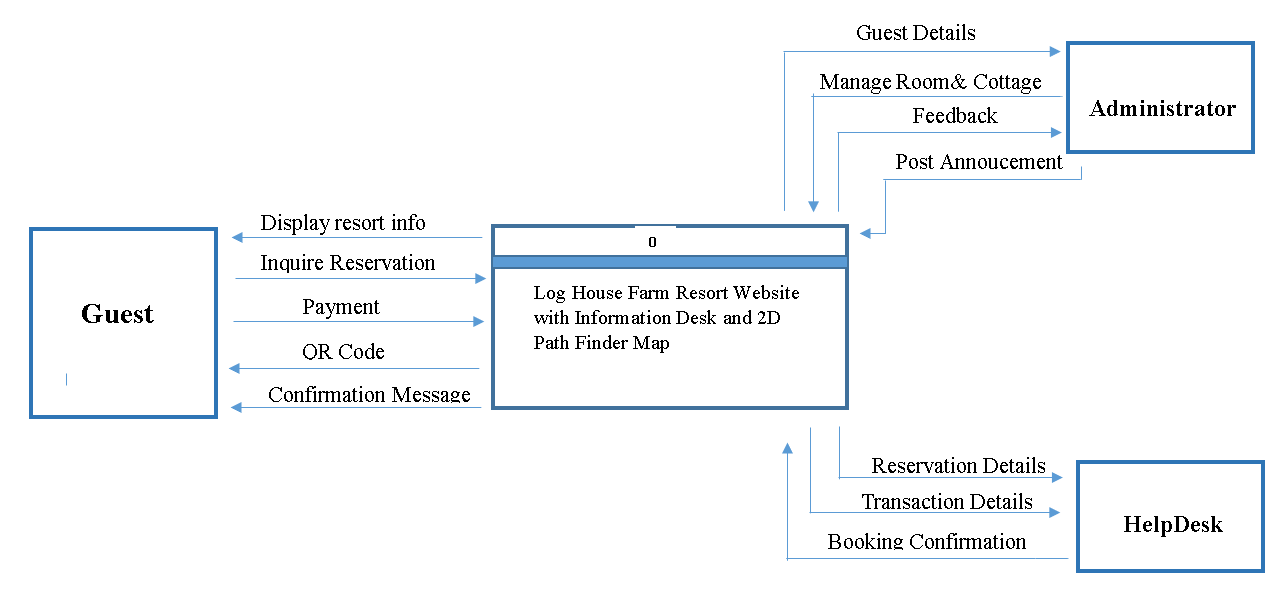 Guest Details
Manage Room& Cottage
Administrator
Feedback
Post Annoucement
Display resort info
0
Inquire Reservation
Guest
Payment
Log House Farm Resort Website
with Information Desk and 2D
Path Finder Map
QR Code
Confirmation Message
Reservation Details
Transaction Details
HelpDesk
Booking Confirmation